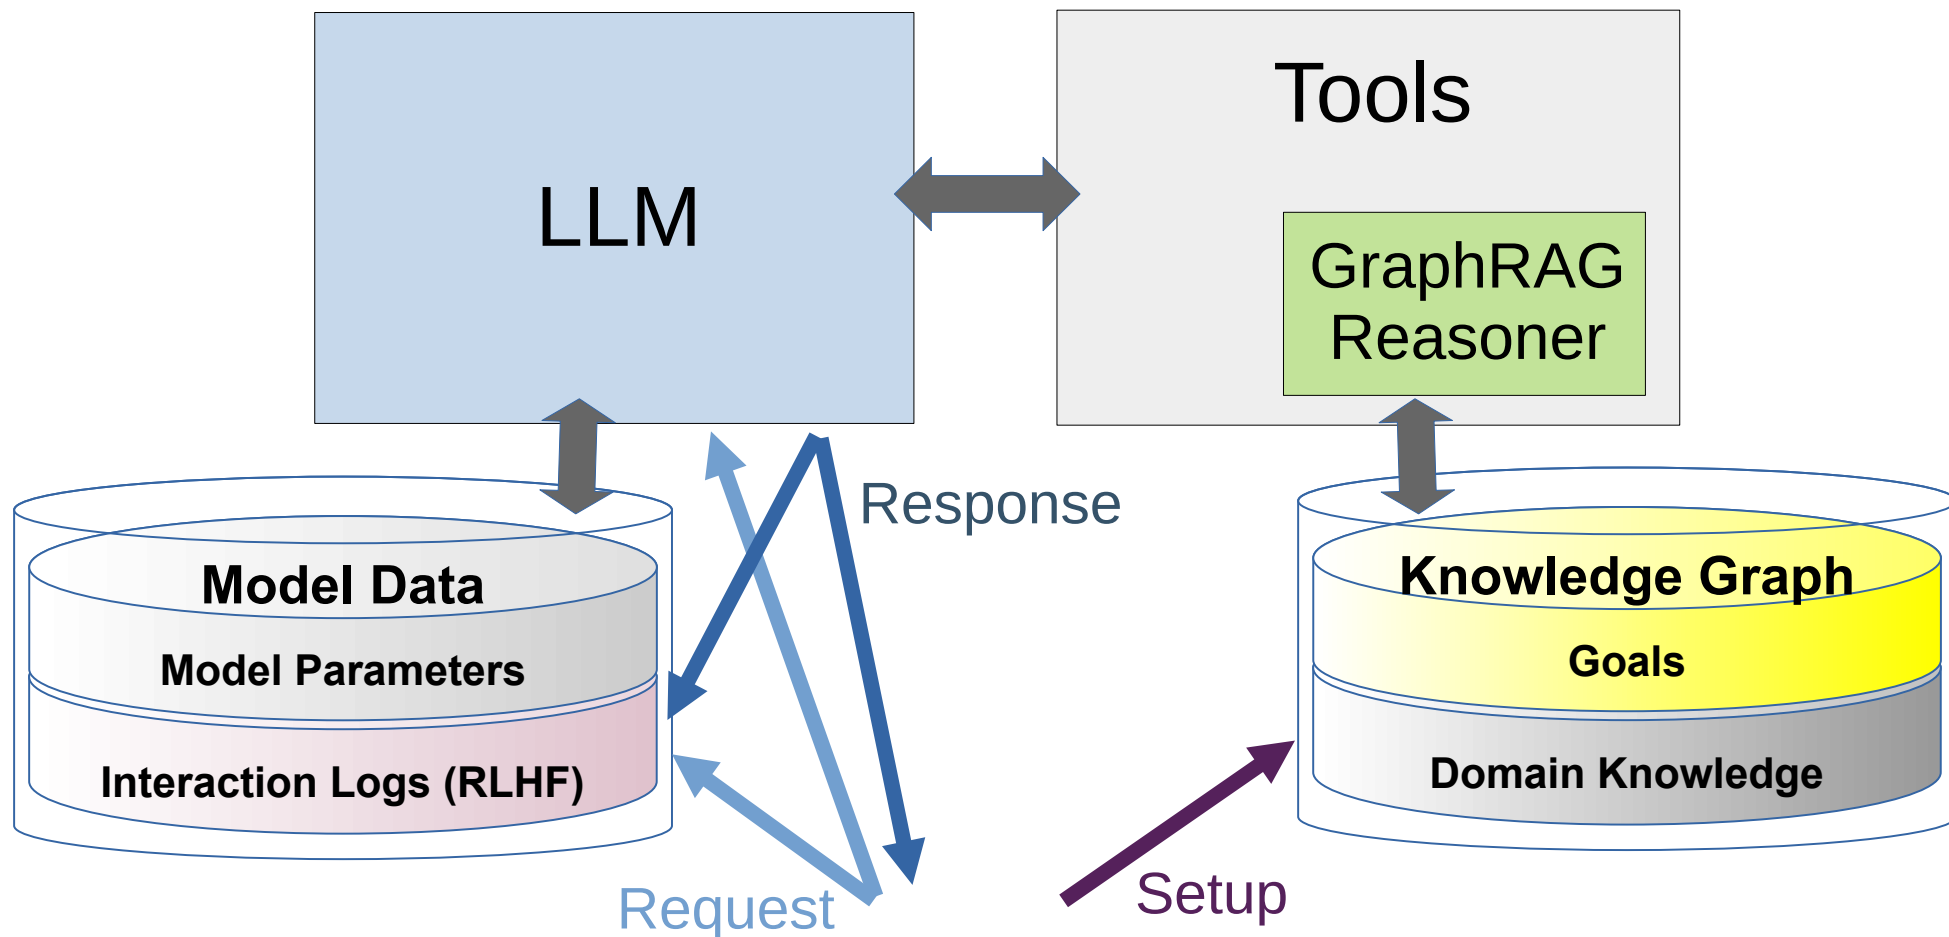 Tools
LLM
GraphRAG
Reasoner
Response
Model Data
Model Parameters
Interaction Logs (RLHF)
Knowledge Graph
Goals
Domain Knowledge
Request
Setup